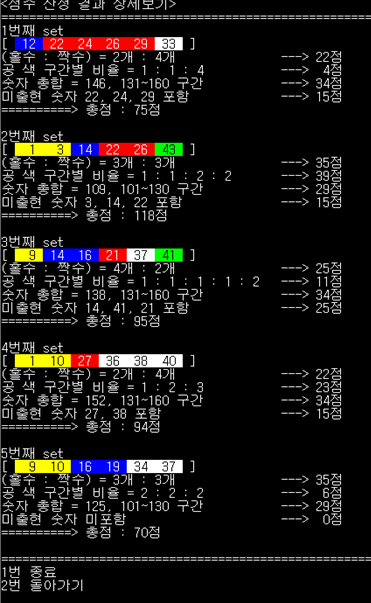 <점수 산정 결과 상세보기>
==================================================
1번째 set
[ 12 22 24 26 29 33 ]
(홀수 : 짝수) = 2개 : 4개 ---> 22점
공 색 구간별 비율 = 1 : 1 : 4 ---> 4점
숫자 총합 = 146, 131~160 구간 ---> 34점
미출현 숫자 22, 24, 29 포함 ---> 15점
==========> 총점 : 75점
2번째 set
[ 1 3 14 22 26 43 ]
(홀수 : 짝수) = 3개 : 3개 ---> 35점
공 색 구간별 비율 = 1 : 1 : 2 : 2 ---> 39점
숫자 총합 = 109, 101~130 구간 ---> 29점
미출현 숫자 3, 14, 22 포함 ---> 15점
==========> 총점 : 118점
3번째 set
[ 9 14 16 21 37 41 ]
(홀수 : 짝수) = 4개 : 2개 ---> 25점
공 색 구간별 비율 = 1 : 1 : 1 : 1 : 2 ---> 11점
숫자 총합 = 138, 131~160 구간 ---> 34점
미출현 숫자 14, 41, 21 포함 ---> 25점
==========> 총점 : 95점
4번째 set
[ 1 10 27 36 38 40 ]
(홀수 : 짝수) = 2개 : 4개 ---> 22점
공 색 구간별 비율 = 1 : 2 : 3 ---> 23점
숫자 총합 = 152, 131~160 구간 ---> 34점
미출현 숫자 27, 38 포함 ---> 15점
==========> 총점 : 94점
5번째 set
[ 9 10 16 19 34 37 ]
(홀수 : 짝수) = 3개 : 3개 ---> 35점
공 색 구간별 비율 = 2 : 2 : 2 ---> 6점
숫자 총합 = 125, 101~130 구간 ---> 29점
미출현 숫자 미포함 ---> 0점
==========> 총점 : 70점
==================================================
1번 종료
2번 돌아가기